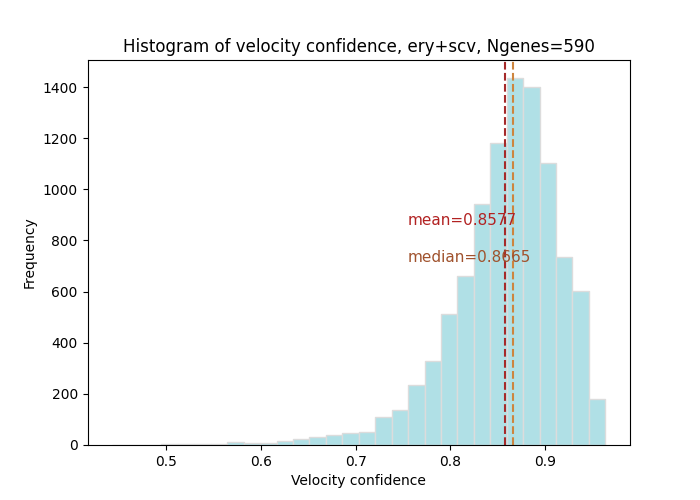 Histogram of velocity confidence, ery+scv, Ngenes=590
1400
1200
1000
mean=0.8577
800
median=0.8665
600
400
200
0
Frequency
0.5 0.6 0.7 0.8 0.9
Velocity confidence